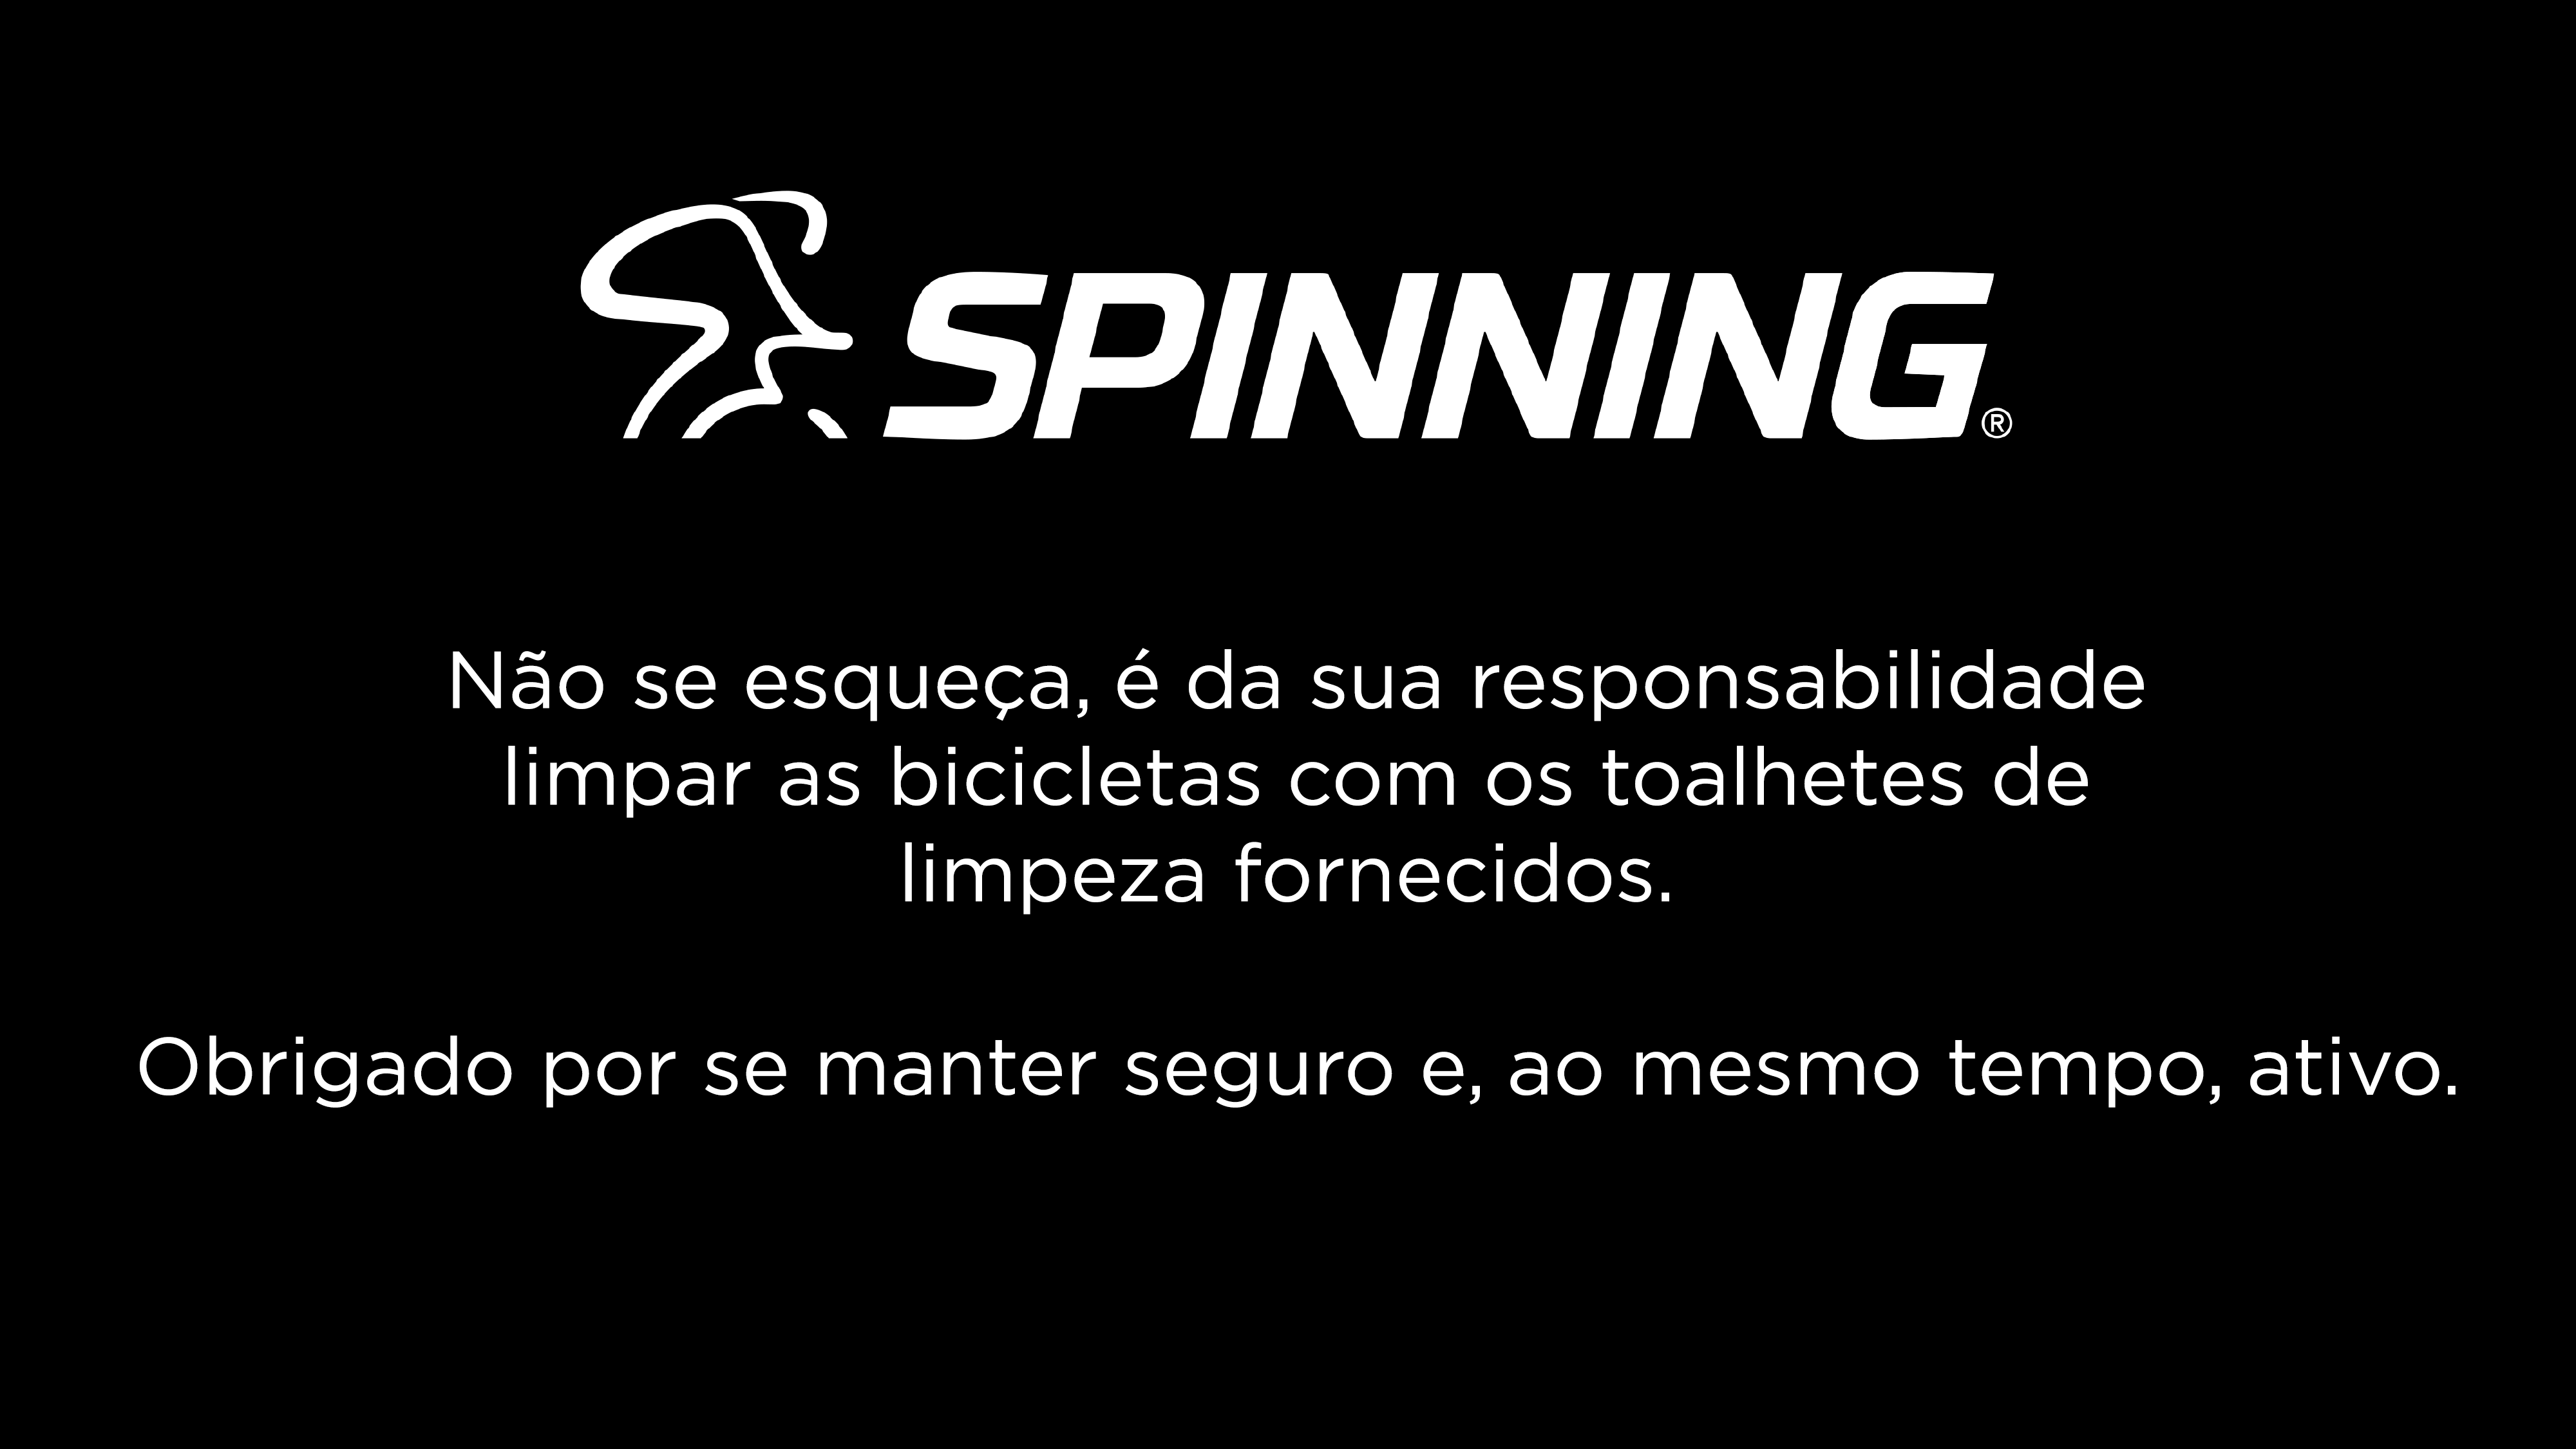 SPINNING®
Não se esqueça, é da sua responsabilidade
limpar as bicicletas com os toalhetes de
limpeza fornecidos.
Obrigado por se manter seguro e, ao mesmo tempo, ativo.